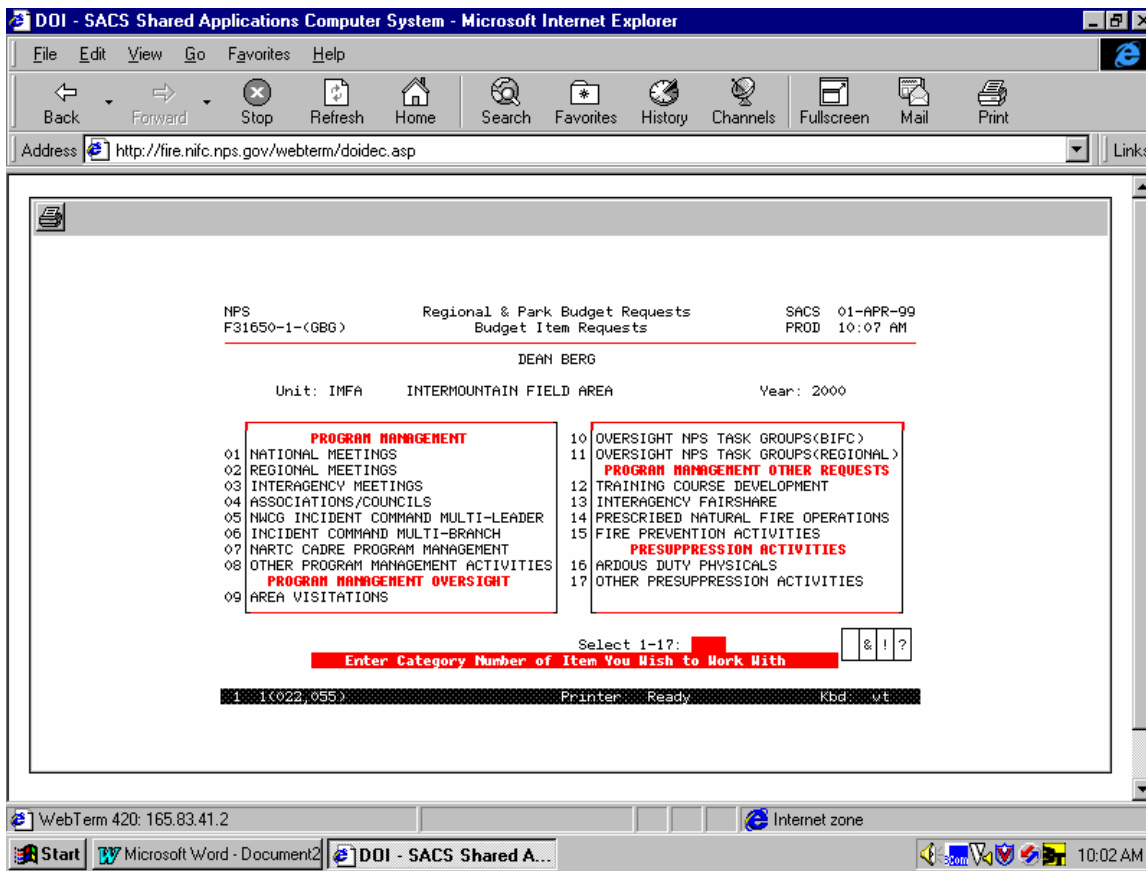 DOI - SACS Shared Applications Computer System - Microsoft Internet Explorer
File Edit View Go Favorites Help
Back Forward Stop Refresh Home Search Favorites History Channels Fullscreen Mail Print
Address http://fire.nifc.nps.gov/webterm/doidec.asp Links
NPS Regional & Park Budget Requests SACS 01-APR-99
F31650-1-(GBG) Budget Item Requests PROD 10:07 AM
DEAN BERG
Unit: IMFA INTERMOUNTAIN FIELD AREA Year: 2000
PROGRAM MANAGEMENT
01 NATIONAL MEETINGS
02 REGIONAL MEETINGS
03 INTERAGENCY MEETINGS
04 ASSOCIATIONS/COUNCILS
05 NWCG INCIDENT COMMAND MULTI-LEADER
06 INCIDENT COMMAND MULTI-BRANCH
07 NARTC CADRE PROGRAM MANAGEMENT
08 OTHER PROGRAM MANAGEMENT ACTIVITIES
PROGRAM MANAGEMENT OVERSIGHT
09 AREA VISITATIONS
10 OVERSIGHT NPS TASK GROUPS(BIFC)
11 OVERSIGHT NPS TASK GROUPS(REGIONAL)
PROGRAM MANAGEMENT OTHER REQUESTS
12 TRAINING COURSE DEVELOPMENT
13 INTERAGENCY FAIRSHARE
14 PRESCRIBED NATURAL FIRE OPERATIONS
15 FIRE PREVENTION ACTIVITIES
PRESUPPRESSION ACTIVITIES
16 ARDOUS DUTY PHYSICALS
17 OTHER PRESUPPRESSION ACTIVITIES
Select 1-17:
& ! ?
Enter Category Number of Item You Wish to Work With
1 1(022,055) Printer: Ready Kbd: vt
WebTerm 420: 165.83.41.2 Internet zone
Start Microsoft Word - Document2 DOI - SACS Shared A... 10:02 AM